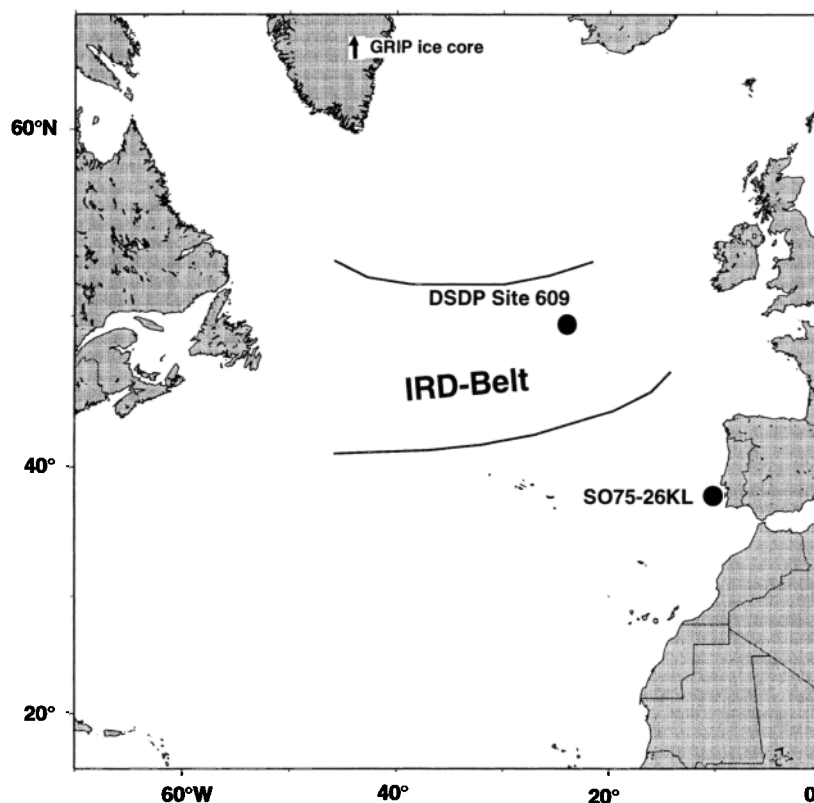 GRIP ice core
60°N
DSDP Site 609
IRD-Belt
40°
SO75-26KL
20°
60°W
40°
20°
0